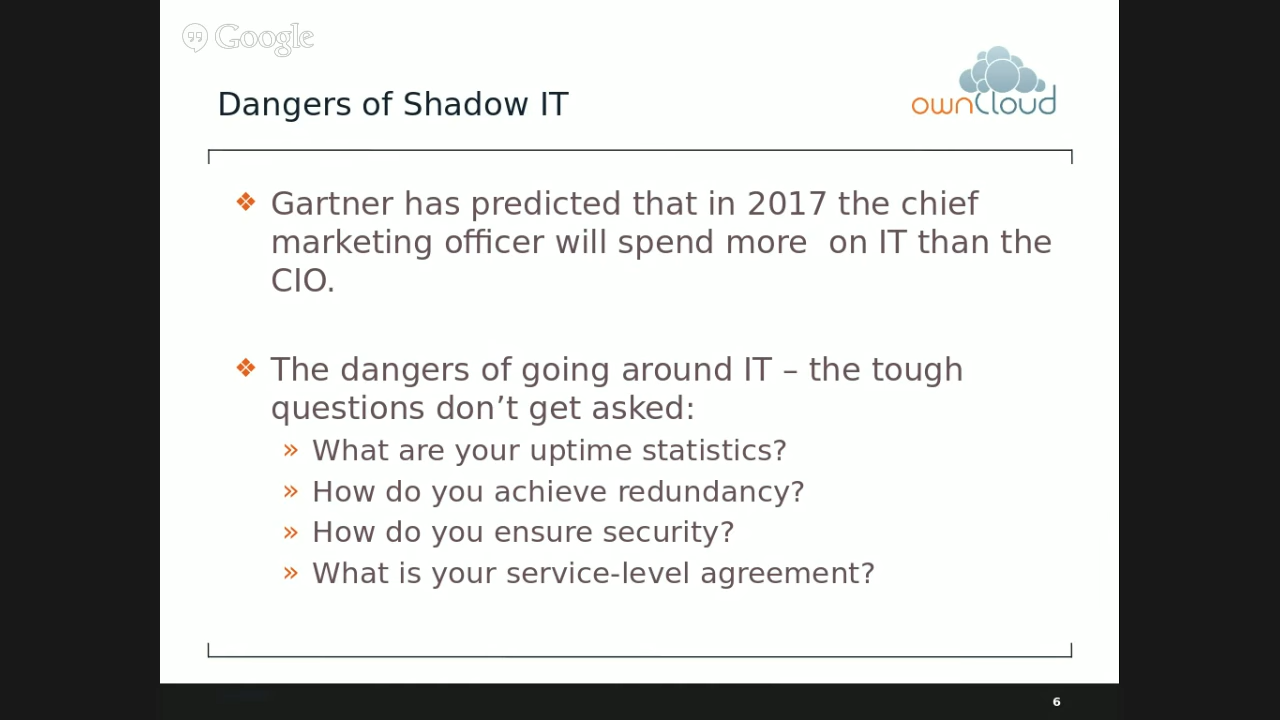 Google
ownCloud
Dangers of Shadow IT
❖ Gartner has predicted that in 2017 the chief
marketing officer will spend more  on IT than the
CIO.
❖ The dangers of going around IT – the tough
questions don’t get asked:
» What are your uptime statistics?
» How do you achieve redundancy?
» How do you ensure security?
» What is your service-level agreement?
6